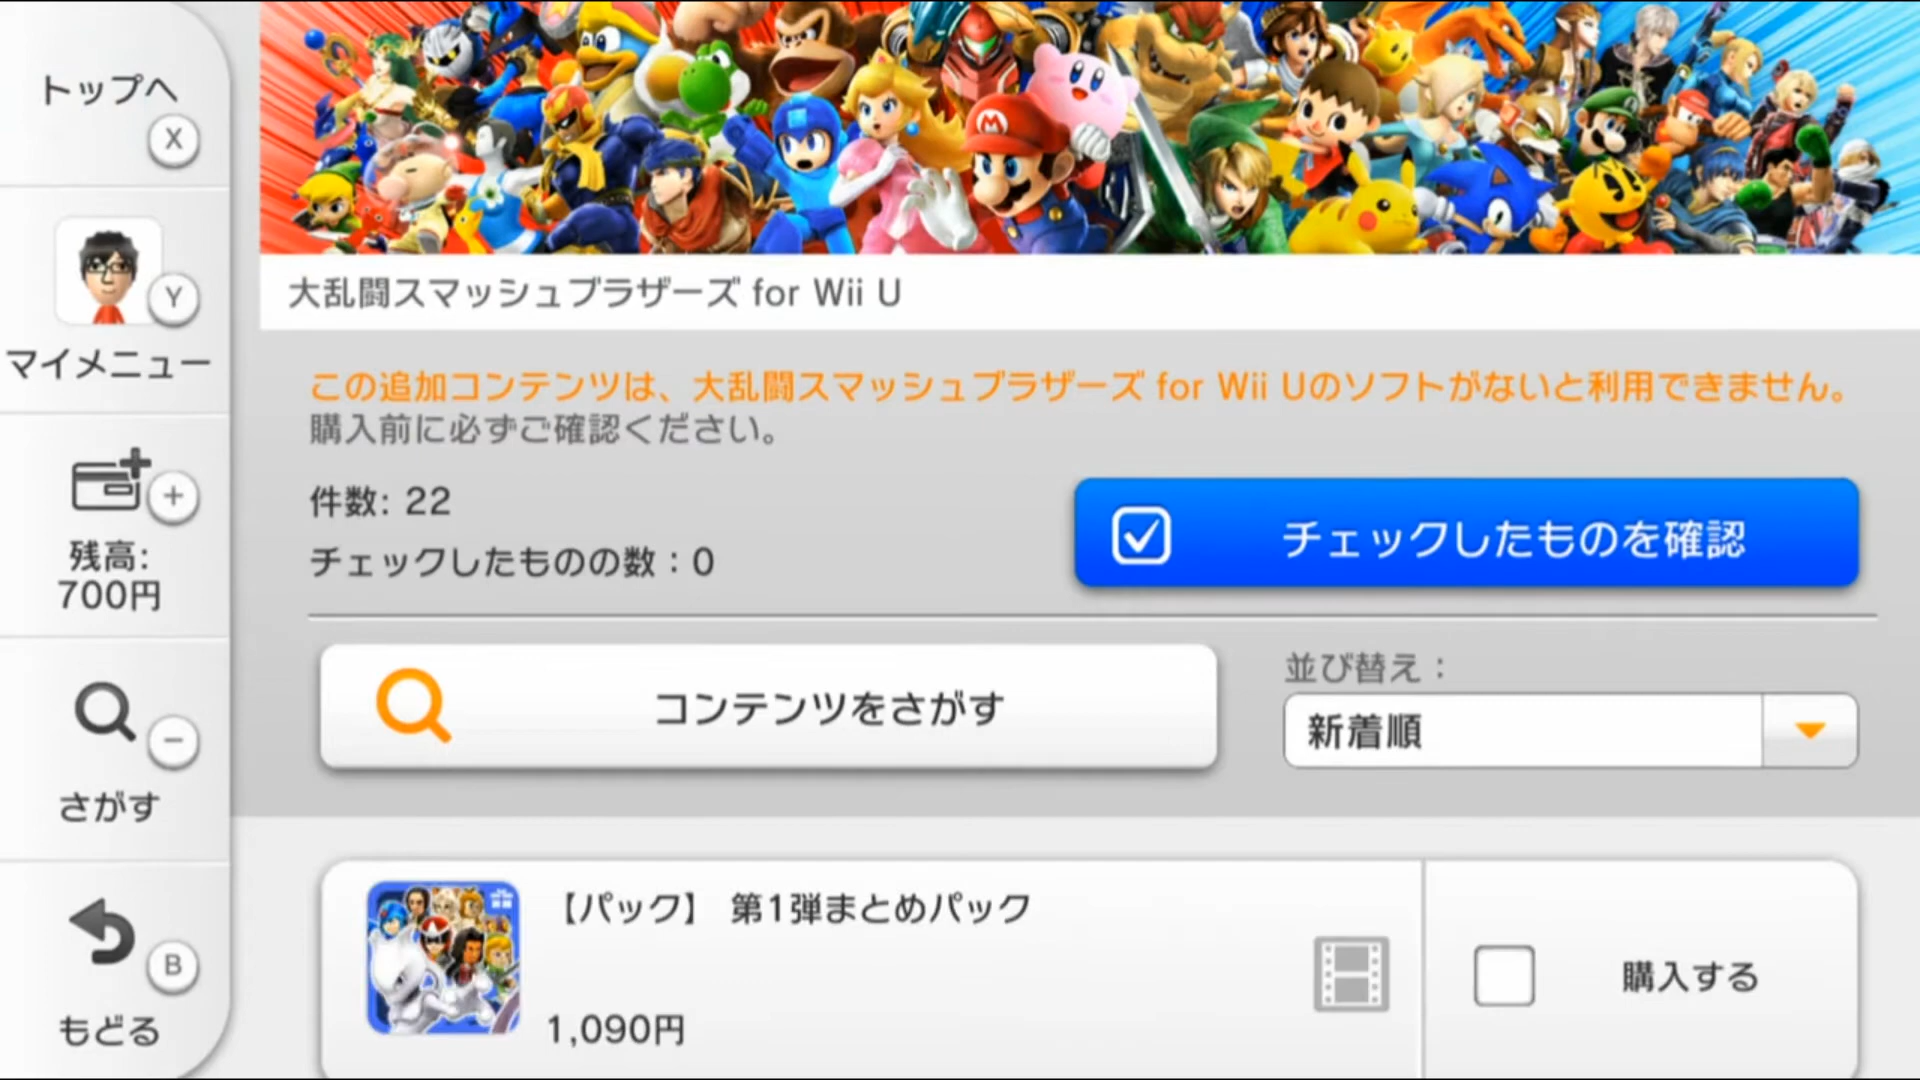 トップへ
X
Y
マイメニュー
+
残高:
700円
−
さがす
B
もどる
大乱闘スマッシュブラザーズ for Wii U
この追加コンテンツは、大乱闘スマッシュブラザーズ for Wii Uのソフトがないと利用できません。
購入前に必ずご確認ください。
件数: 22
チェックしたものの数：0
チェックしたものを確認
コンテンツをさがす
並び替え：
新着順
【パック】 第1弾まとめパック
1,090円
購入する